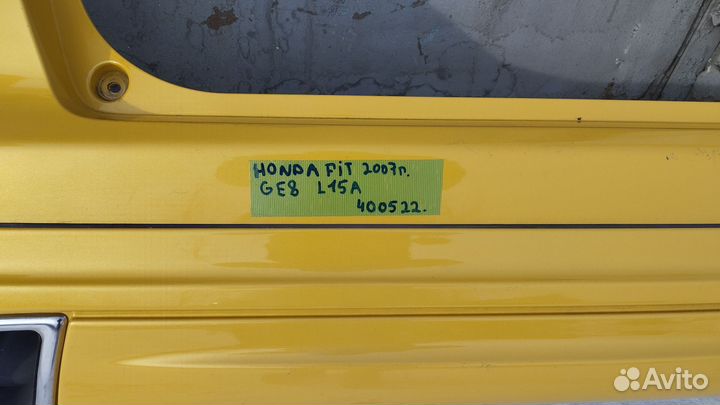 HONDA FIT 2007г.
GE8 L15A
400522.
Avito